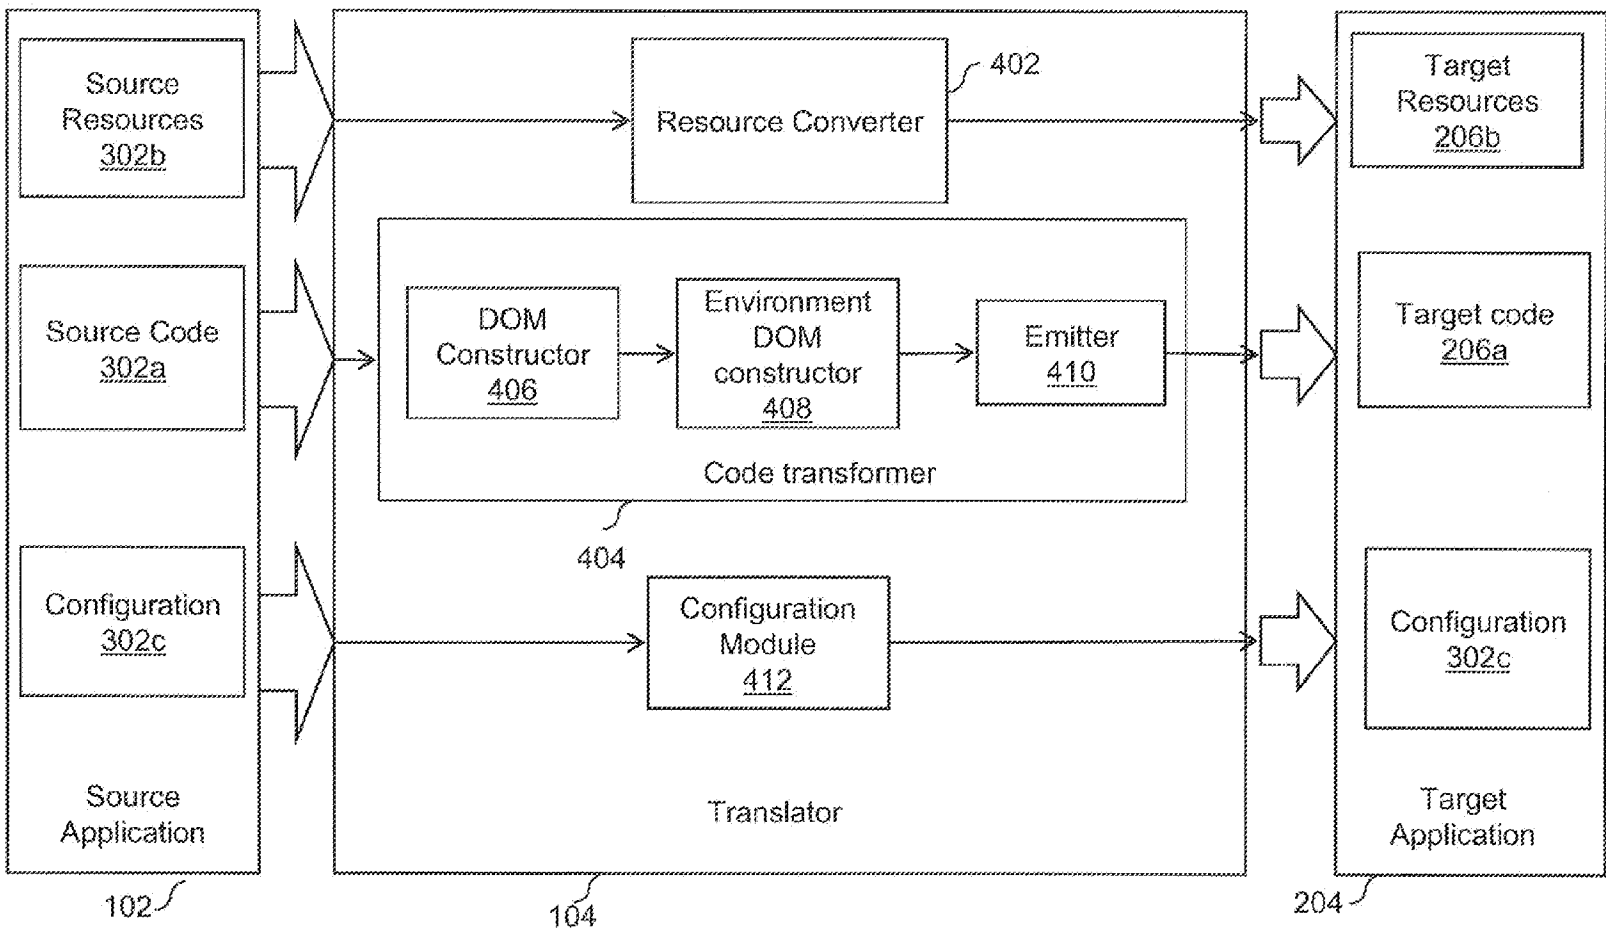 Source
Resources
302b
Source Code
302a
Configuration
302c
Source
Application
102
Resource Converter
402
DOM
Constructor
406
Environment
DOM
constructor
408
Emitter
410
Code transformer
404
Configuration
Module
412
Translator
104
Target
Resources
206b
Target code
206a
Configuration
302c
Target
Application
204